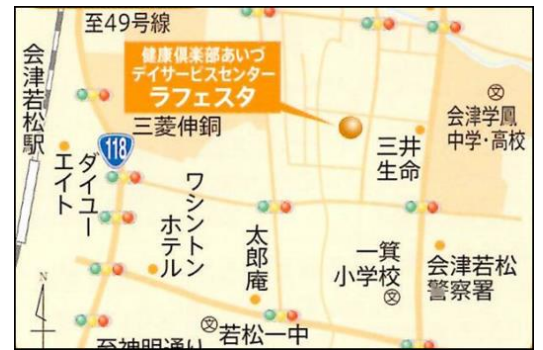 至49号線
健康倶楽部あいづ
デイサービスセンター
ラフェスタ
会津若松駅
三菱伸銅
118
ダイユー
エイト
ワシントン
ホテル
太郎庵
三井
生命
文
会津学鳳
中学・高校
一箕
小学校
文
会津若松
警察署
N
文
若松一中
至神明通り